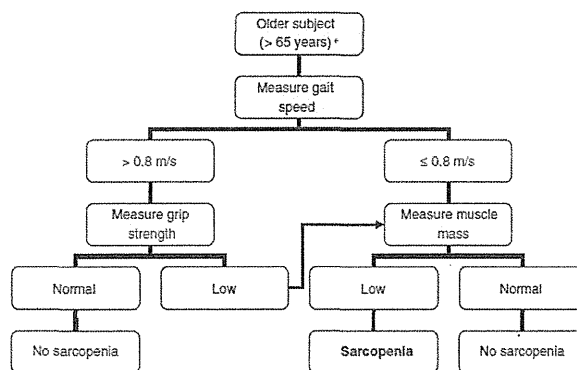 Older subject
(> 65 years)+
Measure gait
speed
> 0.8 m/s
≤ 0.8 m/s
Measure grip
strength
Measure muscle
mass
Normal
Low
Low
Normal
No sarcopenia
Sarcopenia
No sarcopenia